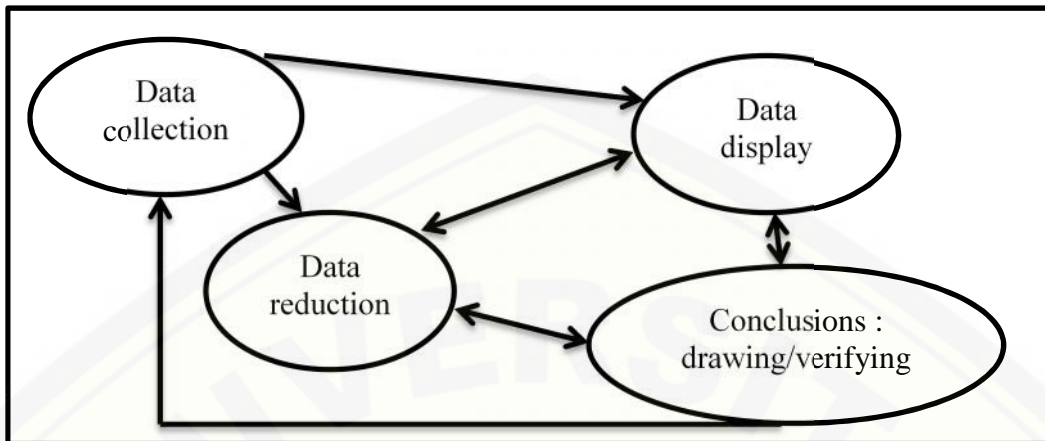 Data
collection
Data
display
Data
reduction
Conclusions :
drawing/verifying